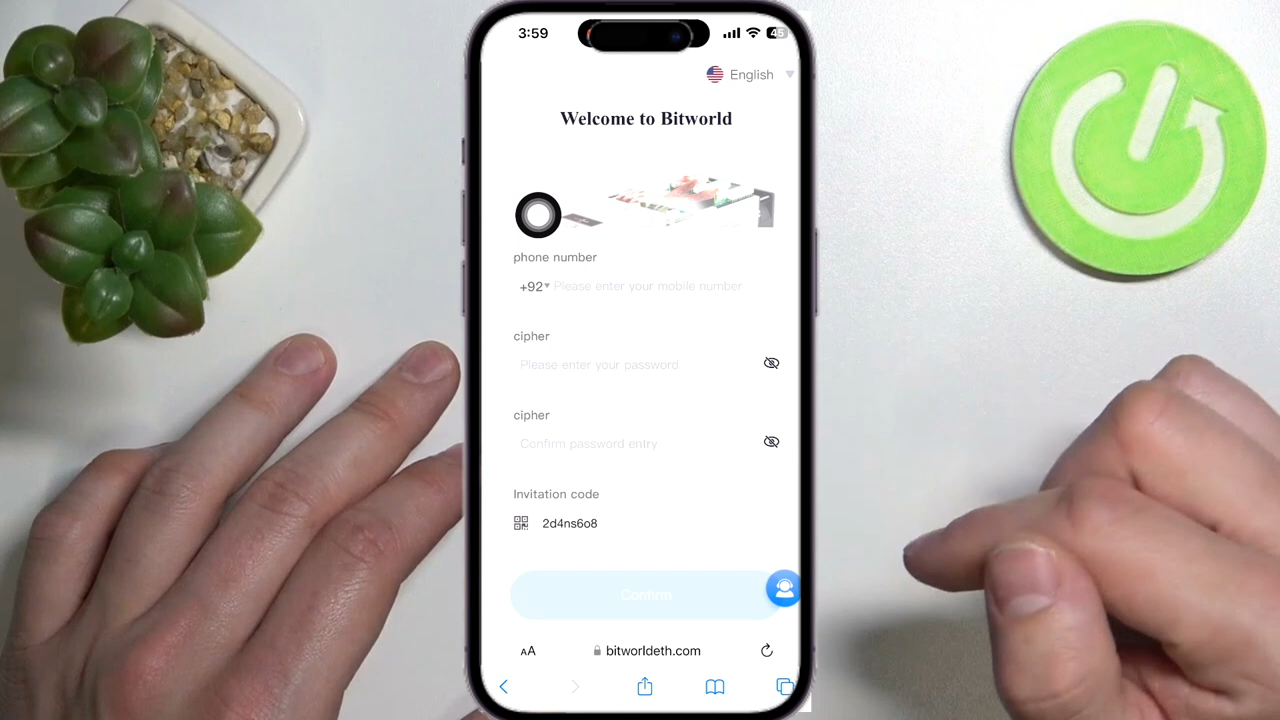 3:59
45
English
Welcome to Bitworld
phone number
+92 Please enter your mobile number
cipher
Please enter your password
cipher
Confirm password entry
Invitation code
2d4ns6o8
Confirm
AA
bitworldeth.com